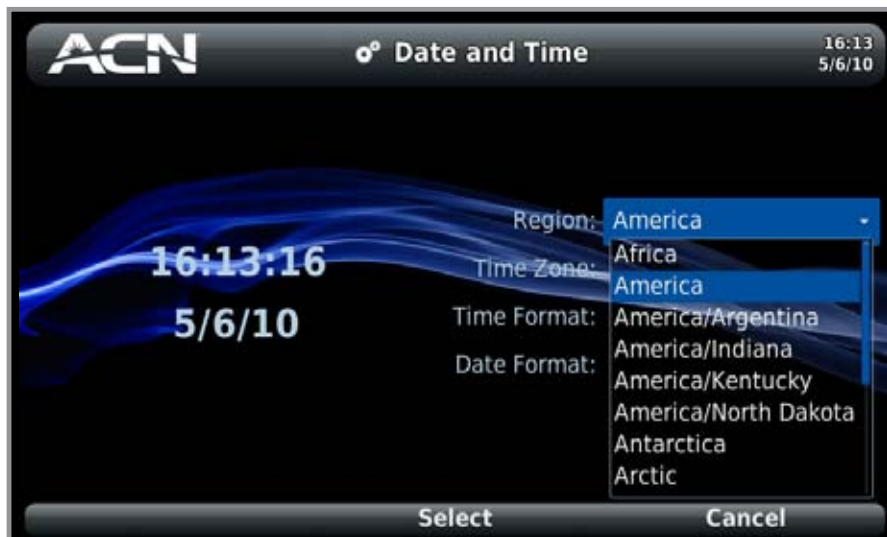 ACN
Date and Time
16:13
5/6/10
16:13:16
5/6/10
Region:
America
Time Zone:
Time Format:
Date Format:
Africa
America
America/Argentina
America/Indiana
America/Kentucky
America/North Dakota
Antarctica
Arctic
Select
Cancel